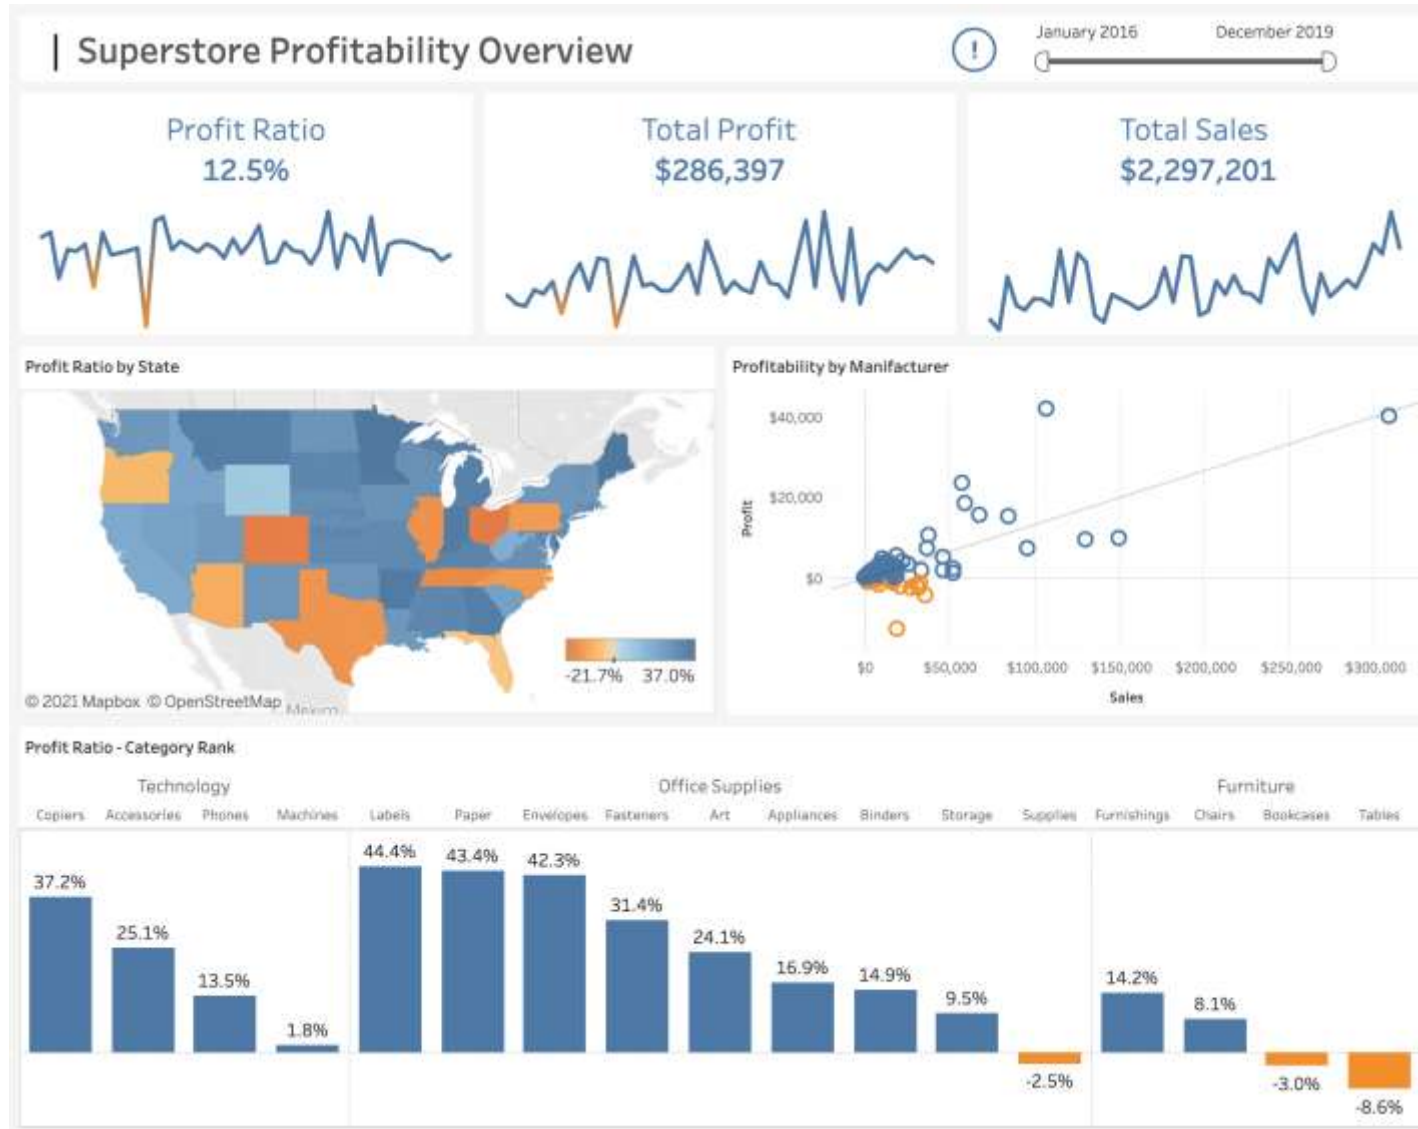 Superstore Profitability Overview
!
January 2016 December 2019
Profit Ratio
12.5%
Total Profit
$286,397
Total Sales
$2,297,201
Profit Ratio by State
-21.7% 37.0%
© 2021 Mapbox © OpenStreetMap
Mexico
Profitability by Manifacturer
$40,000
$20,000
$0
Profit
$0 $50,000 $100,000 $150,000 $200,000 $250,000 $300,000
Sales
Profit Ratio - Category Rank
Technology Office Supplies Furniture
Copiers Accessories Phones Machines Labels Paper Envelopes Fasteners Art Appliances Binders Storage Supplies Furnishings Chairs Bookcases Tables
37.2% 25.1% 13.5% 1.8% 44.4% 43.4% 42.3% 31.4% 24.1% 16.9% 14.9% 9.5% -2.5% 14.2% 8.1% -3.0% -8.6%